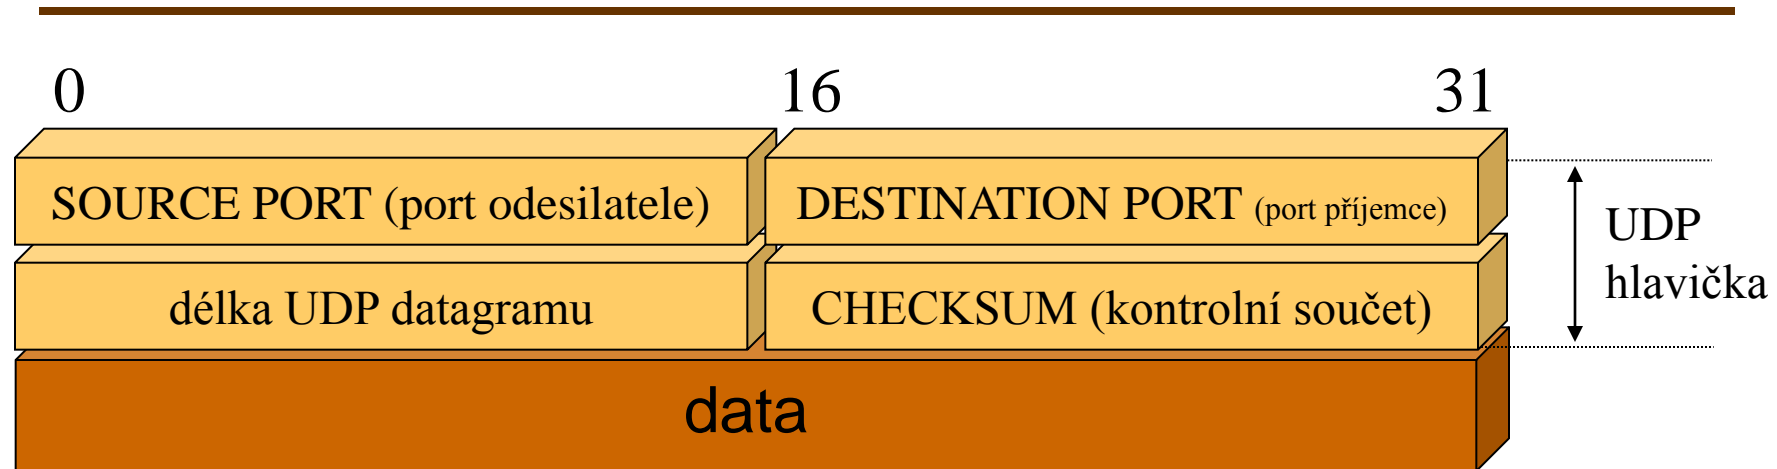 0 16 31
SOURCE PORT (port odesilatele) DESTINATION PORT (port příjemce)
UDP
hlavička
délka UDP datagramu CHECKSUM (kontrolní součet)
data